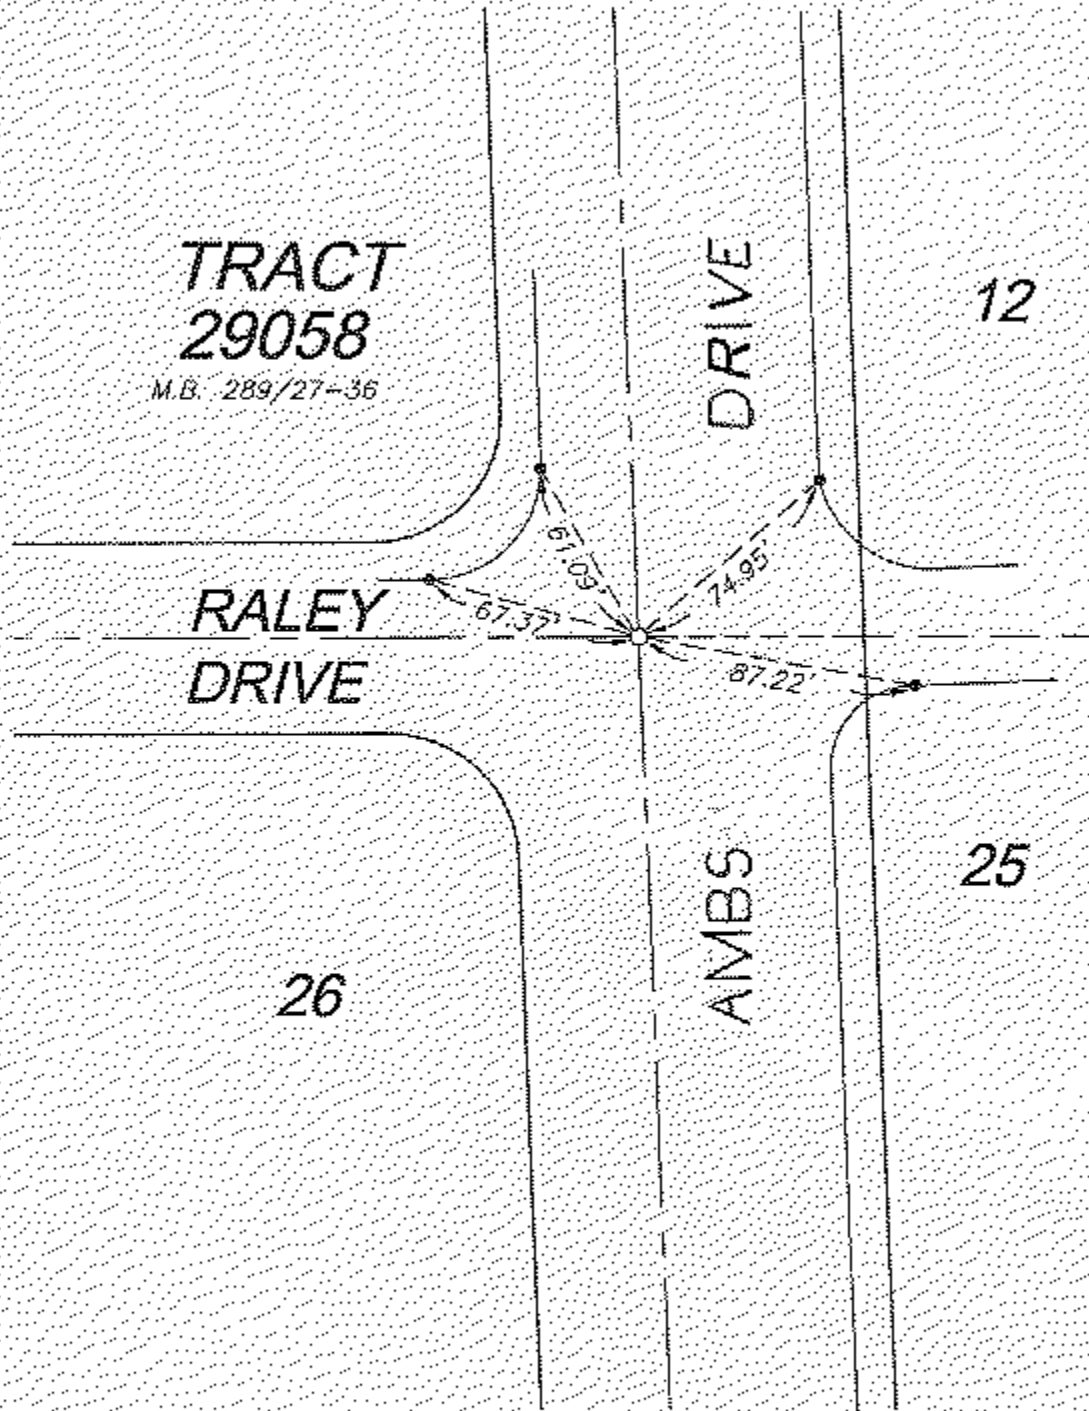 TRACT
29058
M.B. 289/27-36
12
DRIVE
61.09'
74.95'
67.37'
RALEY
DRIVE
87.22'
25
AMBS
26